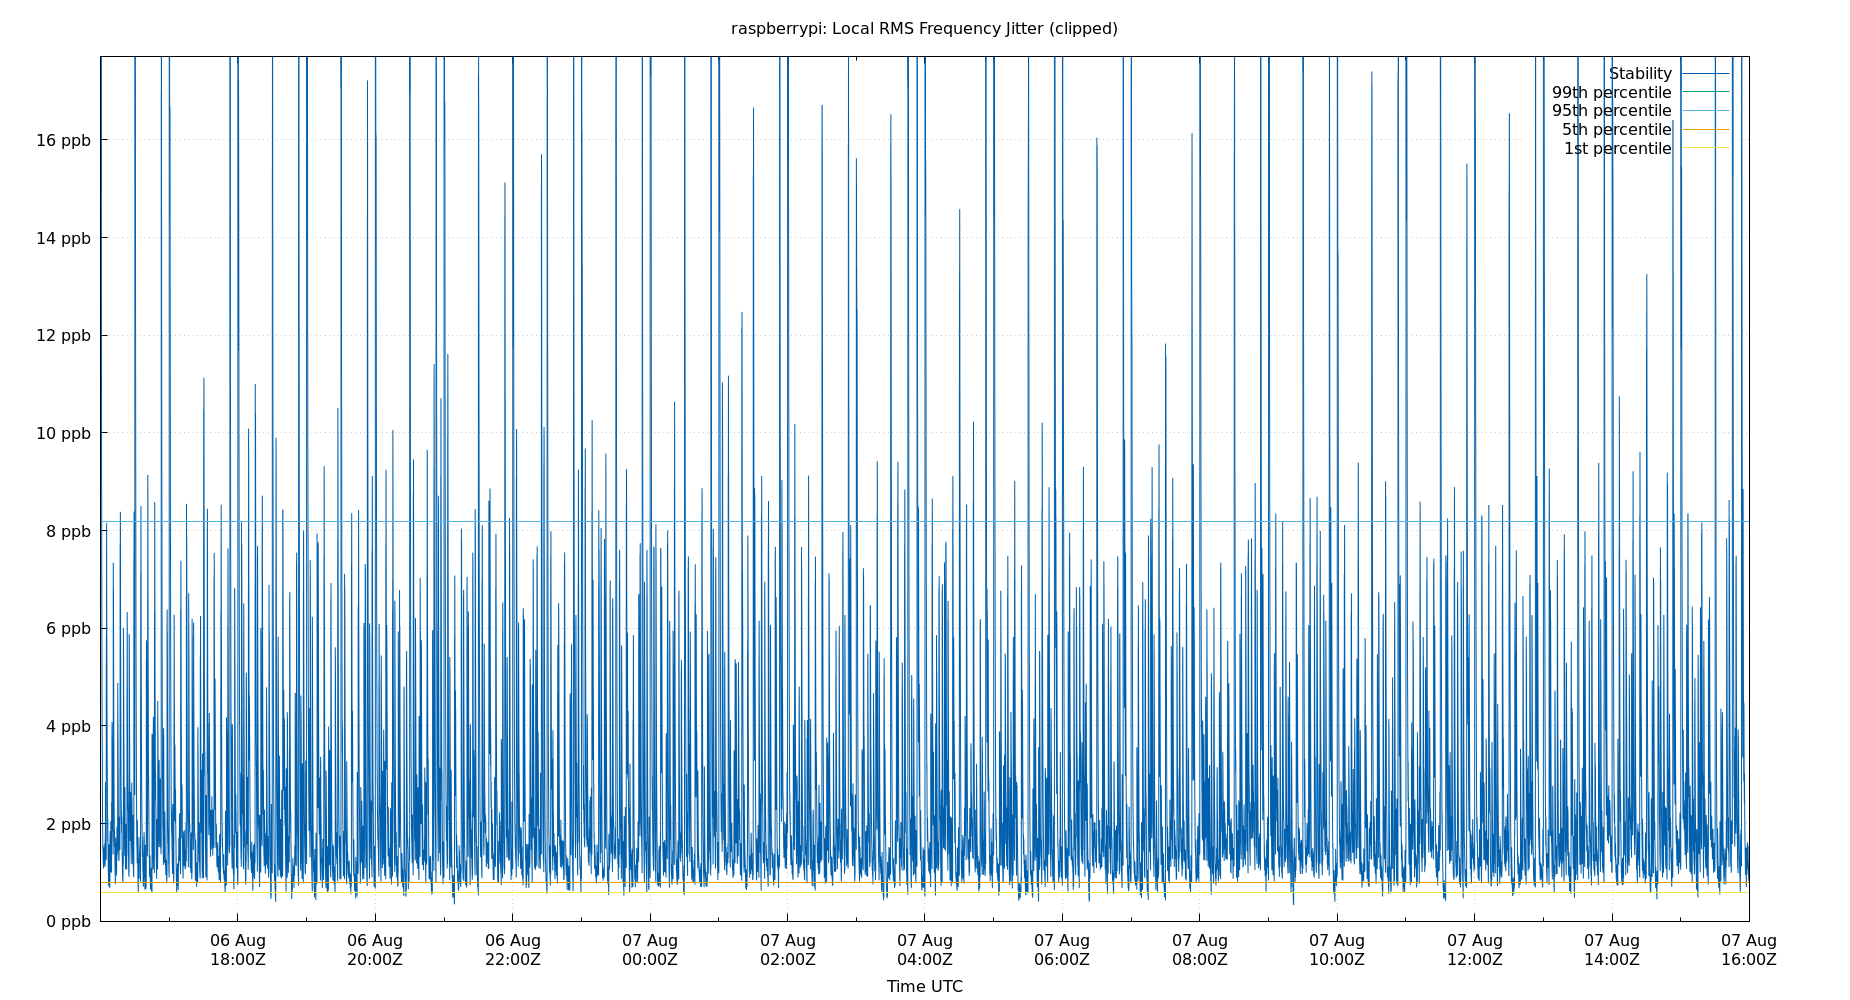 raspberrypi: Local RMS Frequency Jitter (clipped)
Stability
99th percentile
95th percentile
5th percentile
1st percentile
16 ppb
14 ppb
12 ppb
10 ppb
8 ppb
6 ppb
4 ppb
2 ppb
0 ppb
06 Aug 06 Aug 06 Aug 07 Aug 07 Aug 07 Aug 07 Aug 07 Aug 07 Aug 07 Aug 07 Aug 07 Aug
18:00Z 20:00Z 22:00Z 00:00Z 02:00Z 04:00Z 06:00Z 08:00Z 10:00Z 12:00Z 14:00Z 16:00Z
Time UTC